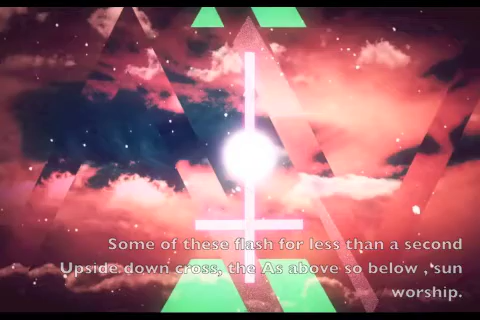 Some of these flash for less than a second
Upside down cross, the As above so below , sun
worship.